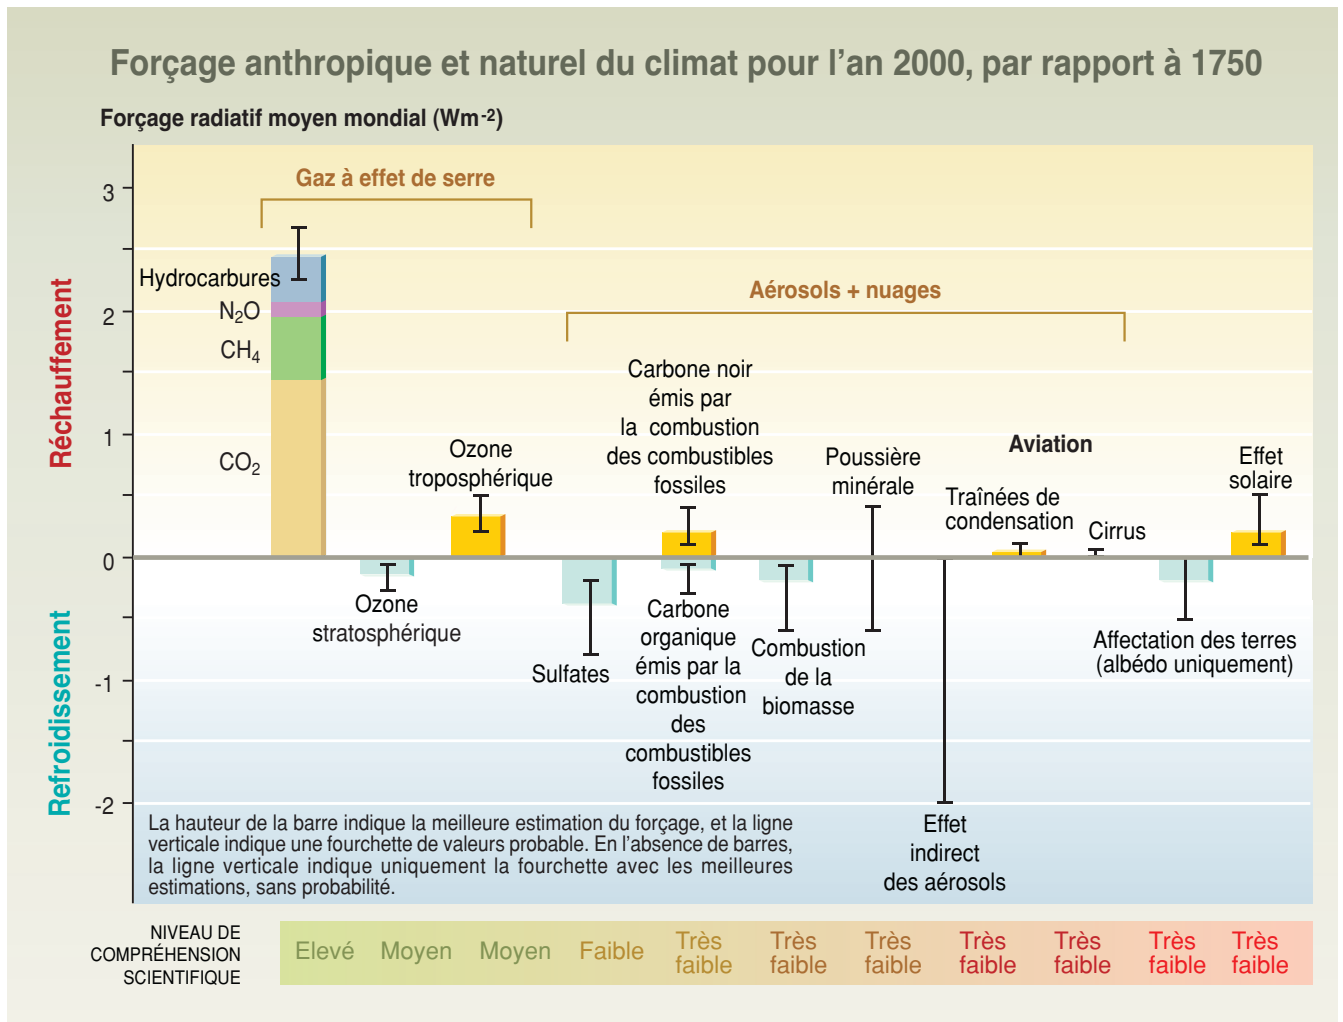 Forçage anthropique et naturel du climat pour l'an 2000, par rapport à 1750
Forçage radiatif moyen mondial (Wm-2)
Réchauffement
Refroidissement
3
2
1
0
-1
-2
Gaz à effet de serre
Hydrocarbures
N2O
CH4
CO2
Ozone
troposphérique
Ozone
stratosphérique
Aérosols + nuages
Sulfates
Carbone noir
émis par
la combustion
des combustibles
fossiles
Carbone
organique
émis par la
combustion
des
combustibles
fossiles
Combustion
de la
biomasse
Poussière
minérale
Effet
indirect
des aérosols
Aviation
Traînées de
condensation
Cirrus
Affectation des terres
(albédo uniquement)
Effet
solaire
La hauteur de la barre indique la meilleure estimation du forçage, et la ligne
verticale indique une fourchette de valeurs probable. En l'absence de barres,
la ligne verticale indique uniquement la fourchette avec les meilleures
estimations, sans probabilité.
NIVEAU DE
COMPRÉHENSION
SCIENTIFIQUE
Elevé
Moyen
Moyen
Faible
Très
faible
Très
faible
Très
faible
Très
faible
Très
faible
Très
faible
Très
faible